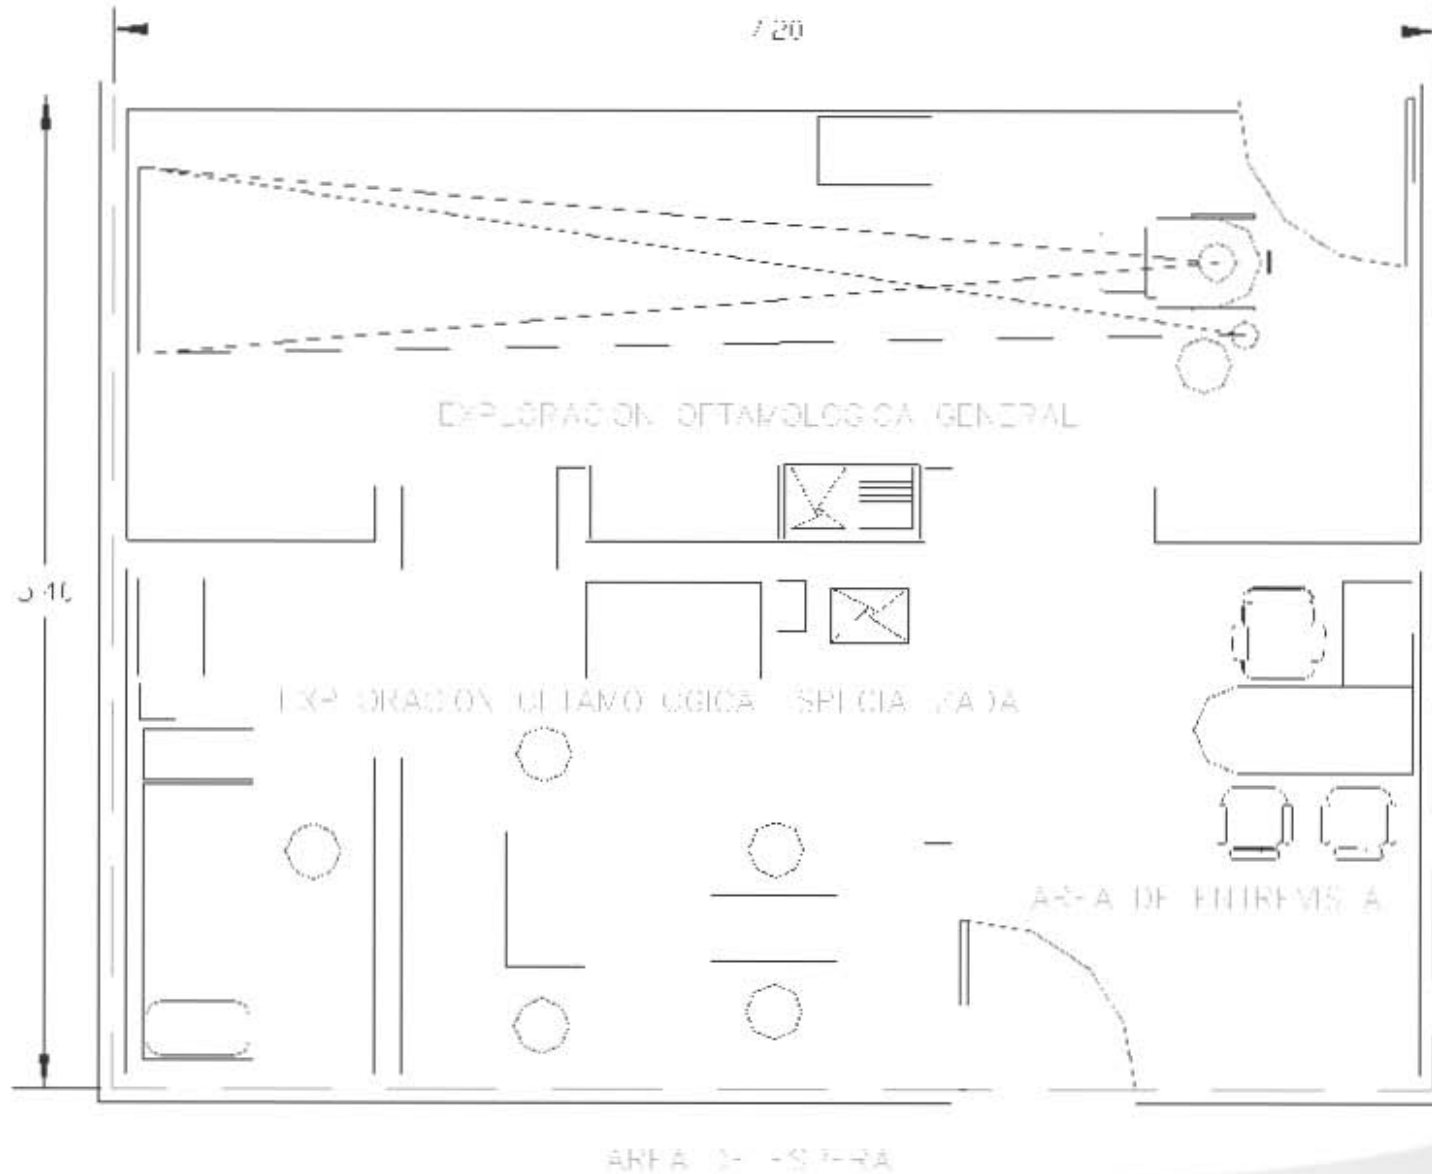 7 20
EXPLORACION OFTAMOLOGICA GENERAL
5 40
EXPLORACION OFTAMOLOGICA ESPECIALIZADA
AREA DE ENTREVISTA
AREA DE ESPERA